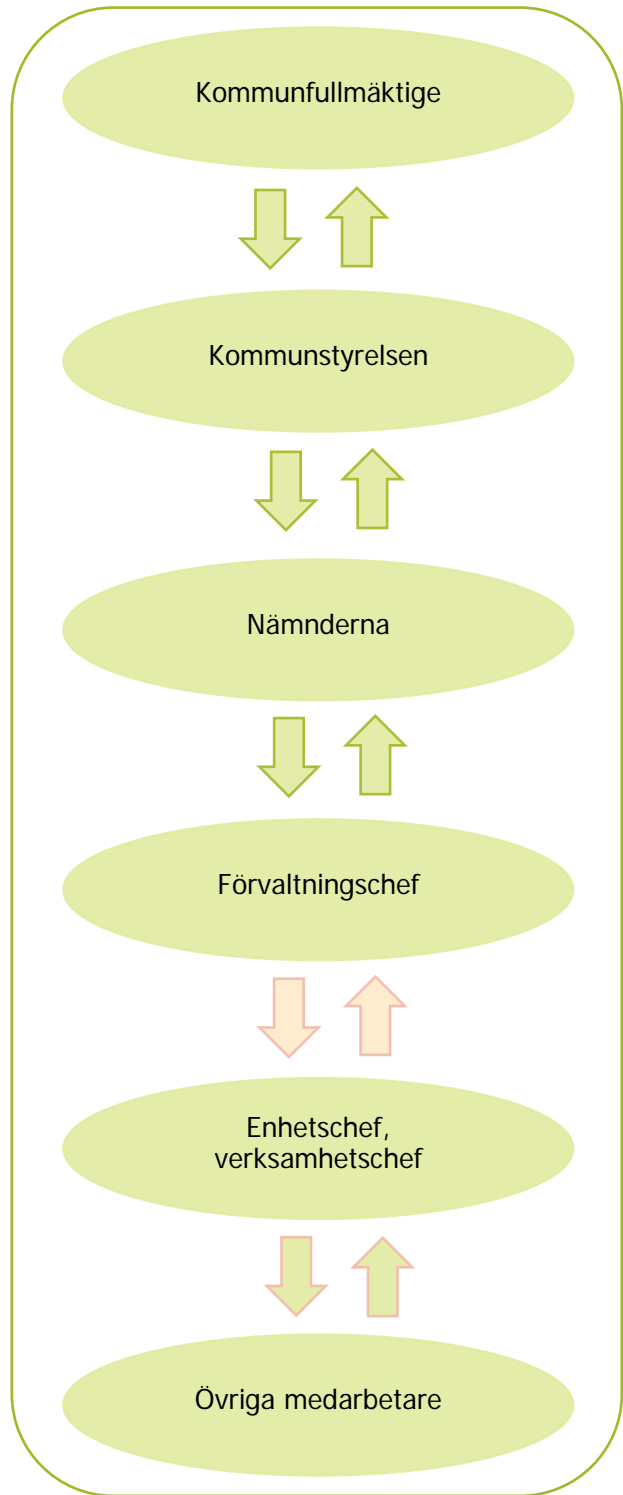 Kommunfullmäktige
Kommunstyrelsen
Nämnderna
Förvaltningschef
Enhetschef,
verksamhetschef
Övriga medarbetare